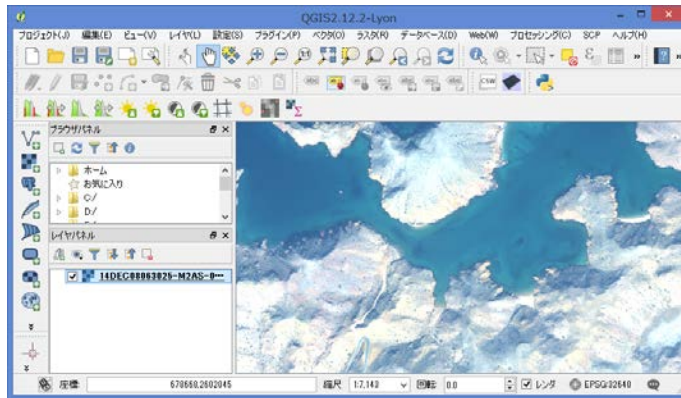 QGIS2.12.2-Lyon
プロジェクト(J) 編集(E) ビュー(V) レイヤ(L) 設定(S) プラグイン(P) ベクタ(O) ラスタ(R) データベース(D) Web(W) プロセッシング(C) SCP ヘルプ(H)
CSW
ブラウザパネル
ホーム
お気に入り
C:/
D:/
レイヤパネル
14DEC08063825-M2AS-0…
座標: 678668,2602045 縮尺 1:7,143 回転: 0.0 レンダ EPSG:32640